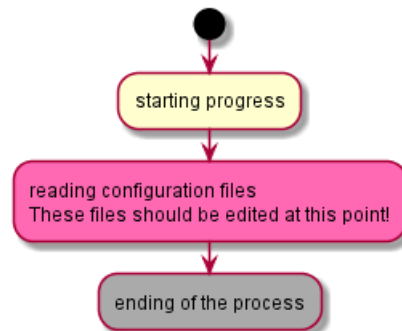 starting progress
reading configuration files
These files should be edited at this point!
ending of the process